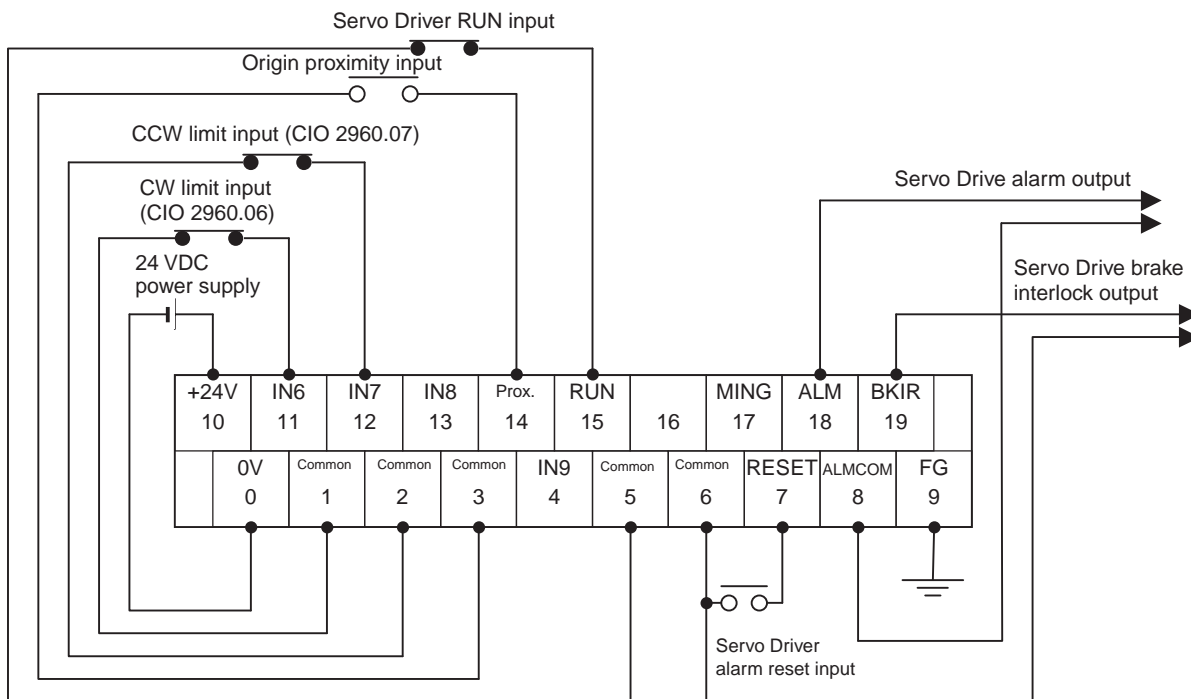 Servo Driver RUN input
Origin proximity input
CCW limit input (CIO 2960.07)
CW limit input
(CIO 2960.06)
24 VDC
power supply
Servo Drive alarm output
Servo Drive brake
interlock output
+24V IN6 IN7 IN8 Prox. RUN MING ALM BKIR
10 11 12 13 14 15 16 17 18 19
0V Common Common Common IN9 Common Common RESET ALMCOM FG
0 1 2 3 4 5 6 7 8 9
Servo Driver
alarm reset input